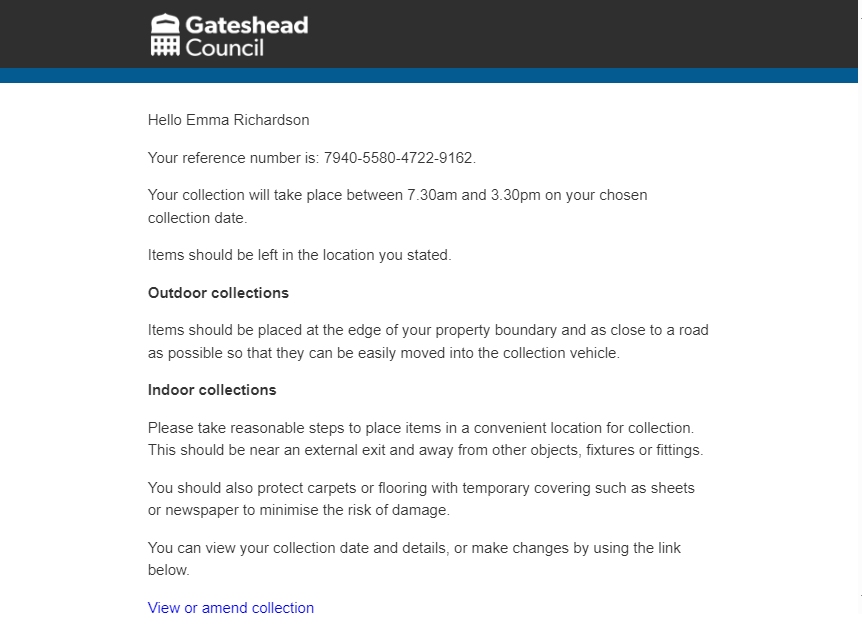 Gateshead
Council
Hello Emma Richardson
Your reference number is: 7940-5580-4722-9162.
Your collection will take place between 7.30am and 3.30pm on your chosen
collection date.
Items should be left in the location you stated.
Outdoor collections
Items should be placed at the edge of your property boundary and as close to a road
as possible so that they can be easily moved into the collection vehicle.
Indoor collections
Please take reasonable steps to place items in a convenient location for collection.
This should be near an external exit and away from other objects, fixtures or fittings.
You should also protect carpets or flooring with temporary covering such as sheets
or newspaper to minimise the risk of damage.
You can view your collection date and details, or make changes by using the link
below.
View or amend collection